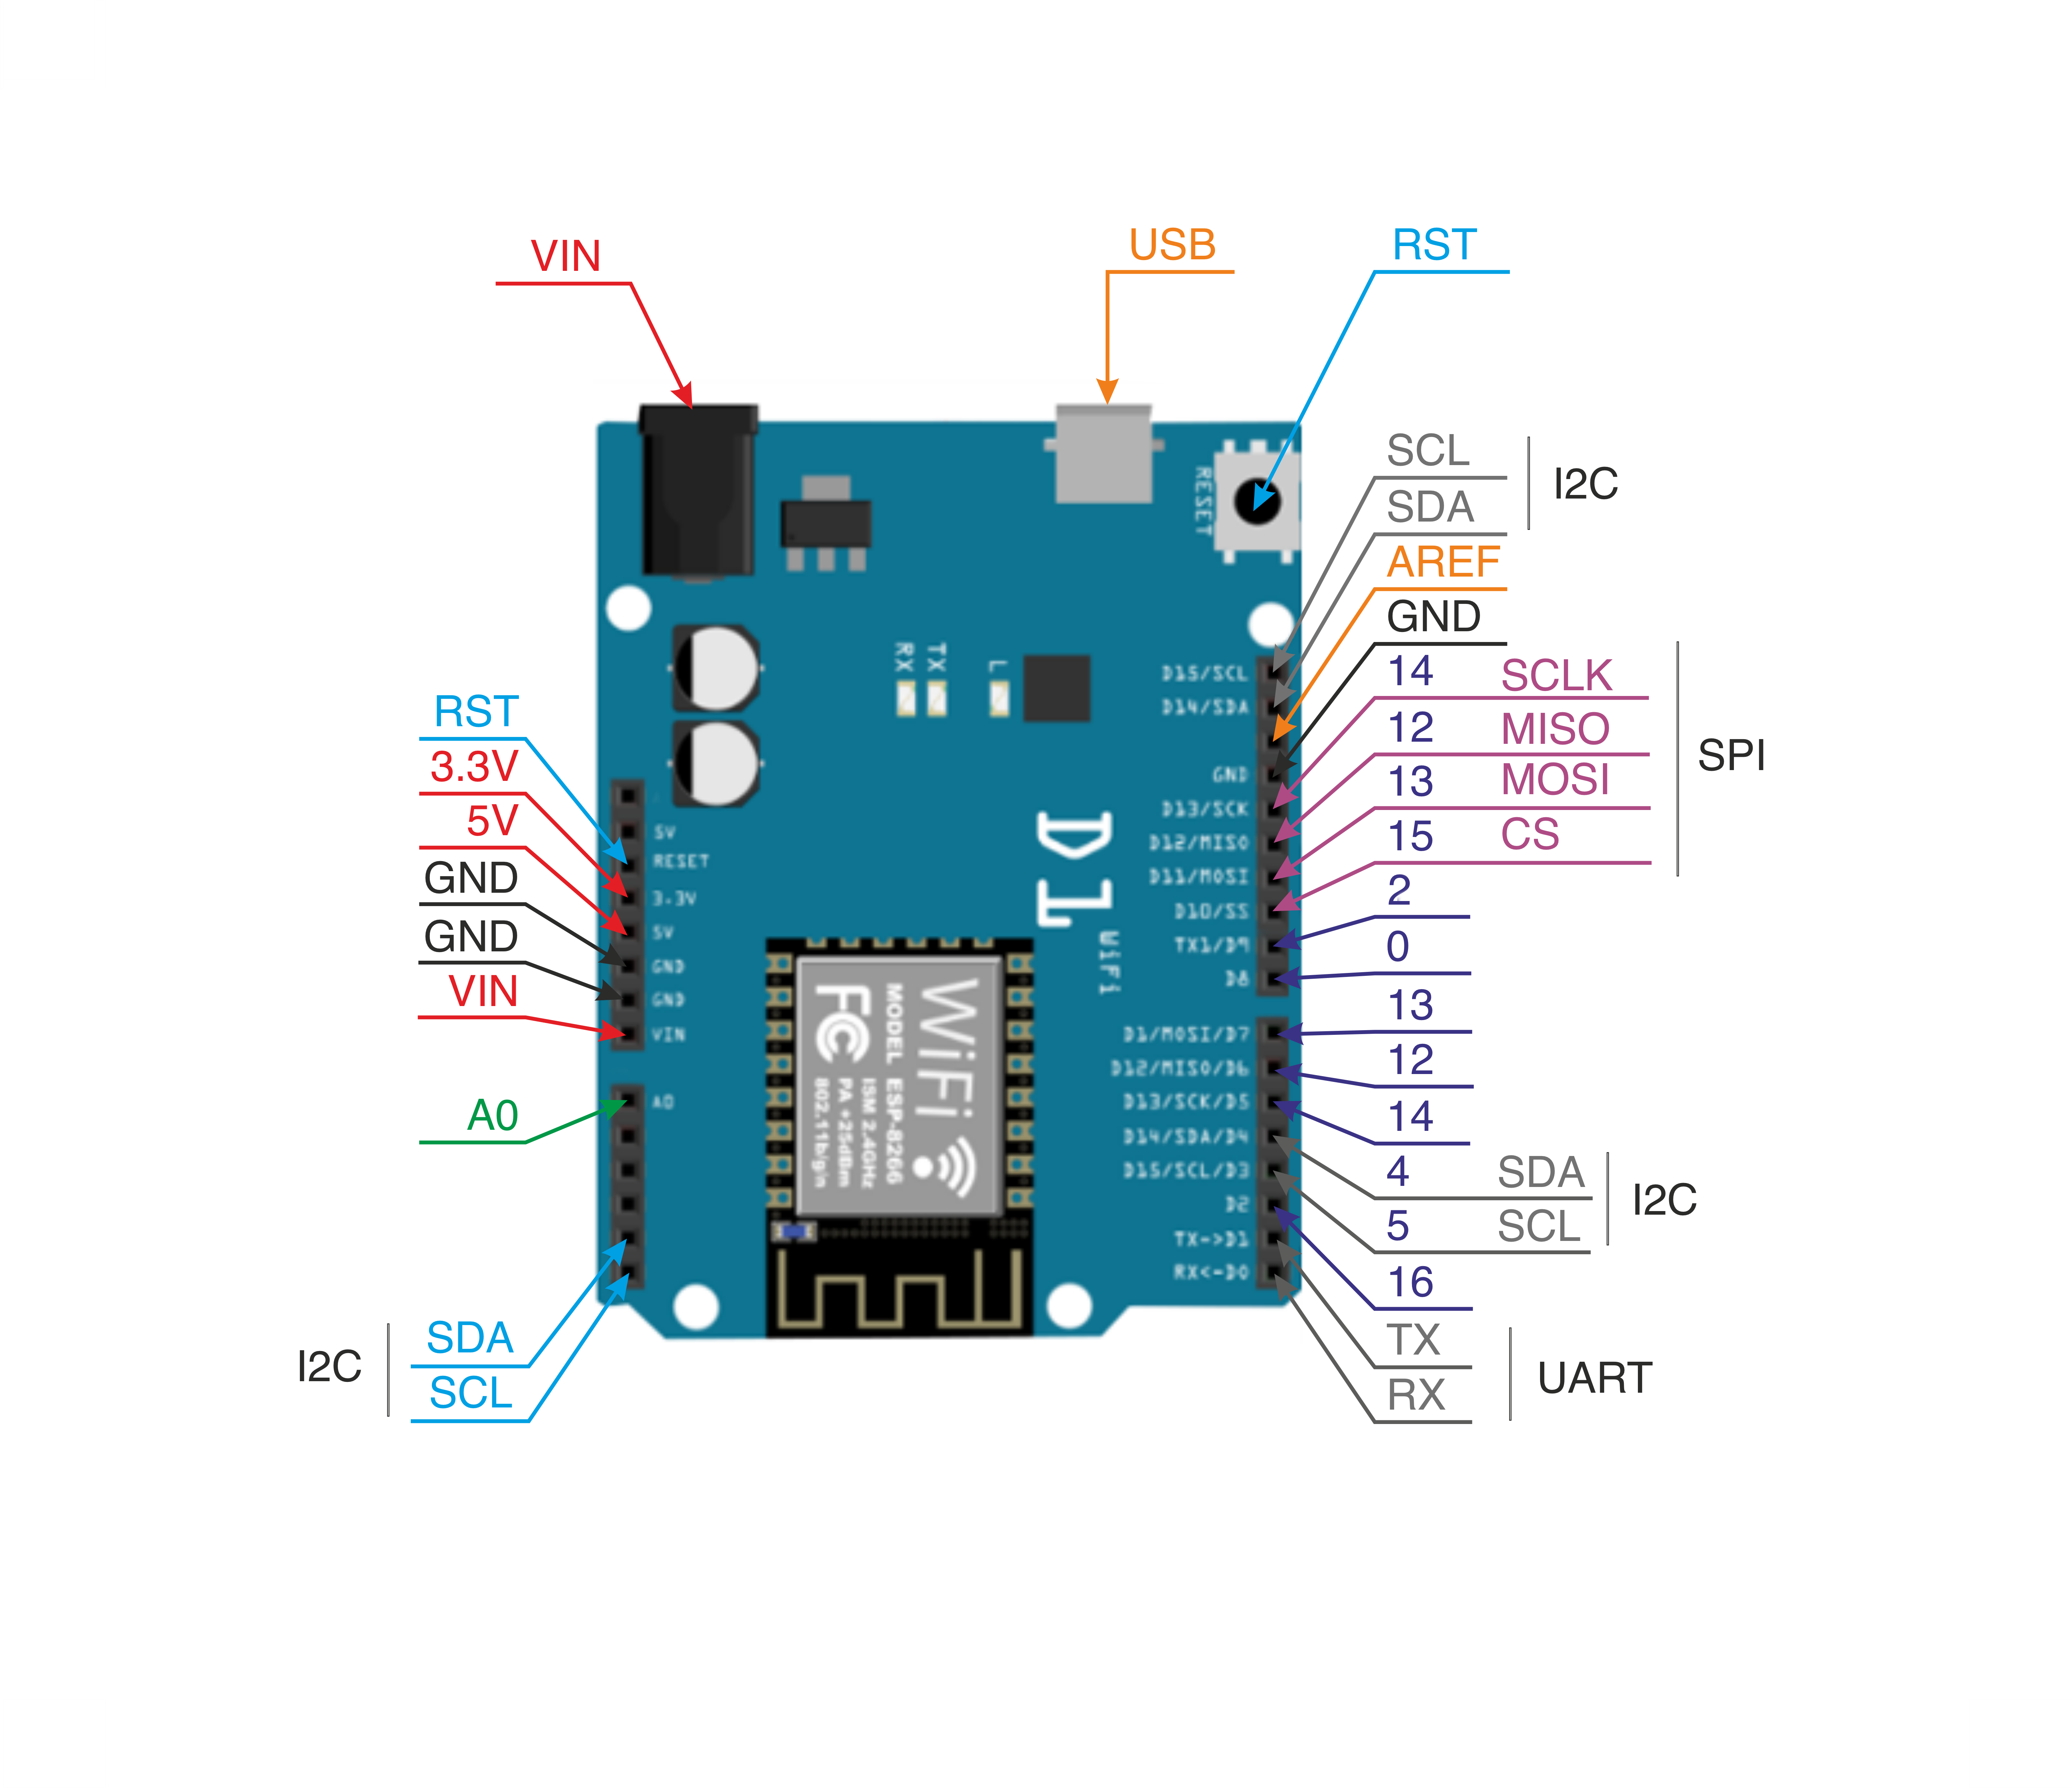 VIN
USB
RST
SCL
SDA
I2C
AREF
GND
14 SCLK
12 MISO
13 MOSI
15 CS
SPI
2
0
13
12
14
4 SDA
5 SCL
I2C
16
TX
RX
UART
RST
3.3V
5V
GND
GND
VIN
A0
SDA
SCL
I2C
RESET
RX
TX
L
D15/SCL
D14/SDA
GND
D13/SCK
D12/MISO
D11/MOSI
D10/SS
TX1/D9
D8
D1/MOSI/D7
D12/MISO/D6
D13/SCK/D5
D14/SDA/D4
D15/SCL/D3
D2
TX->D1
RX<-D0
5V
RESET
3.3V
5V
GND
GND
VIN
A0
D1
WiFi
WiFi
MODEL ESP-8266
FC
ISM 2.4GHz
PA +25dBm
802.11b/g/n